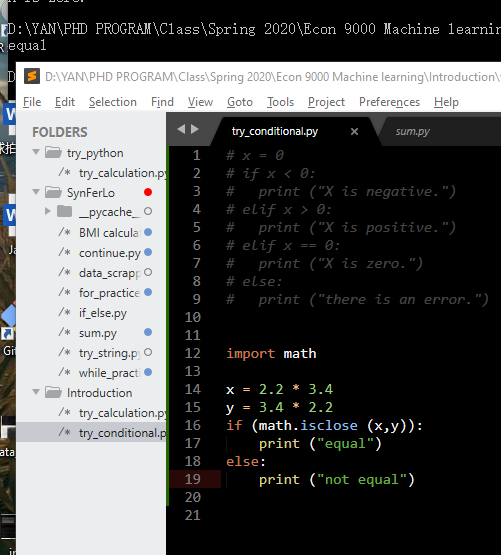 D:\YAN\PHD PROGRAM\Class\Spring 2020\Econ 9000 Machine learnin
equal
D:\YAN\PHD PROGRAM\Class\Spring 2020\Econ 9000 Machine learning\Introduction\
File Edit Selection Find View Goto Tools Project Preferences Help
FOLDERS
try_python
/* try_calculation.py
SynFerLo
__pycache_
/* BMI calcula
/* continue.py
/* data_scrapp
/* for_practice
/* if_else.py
/* sum.py
/* try_string.py
/* while_pract
Introduction
/* try_calculation.py
/* try_conditional.p
try_conditional.py × sum.py
1 # x = 0
2 # if x < 0:
3 #   print ("X is negative.")
4 # elif x > 0:
5 #   print ("X is positive.")
6 # elif x == 0:
7 #   print ("X is zero.")
8 # else:
9 #   print ("there is an error.")
10
11
12 import math
13
14 x = 2.2 * 3.4
15 y = 3.4 * 2.2
16 if (math.isclose (x,y)):
17     print ("equal")
18 else:
19     print ("not equal")
20
21